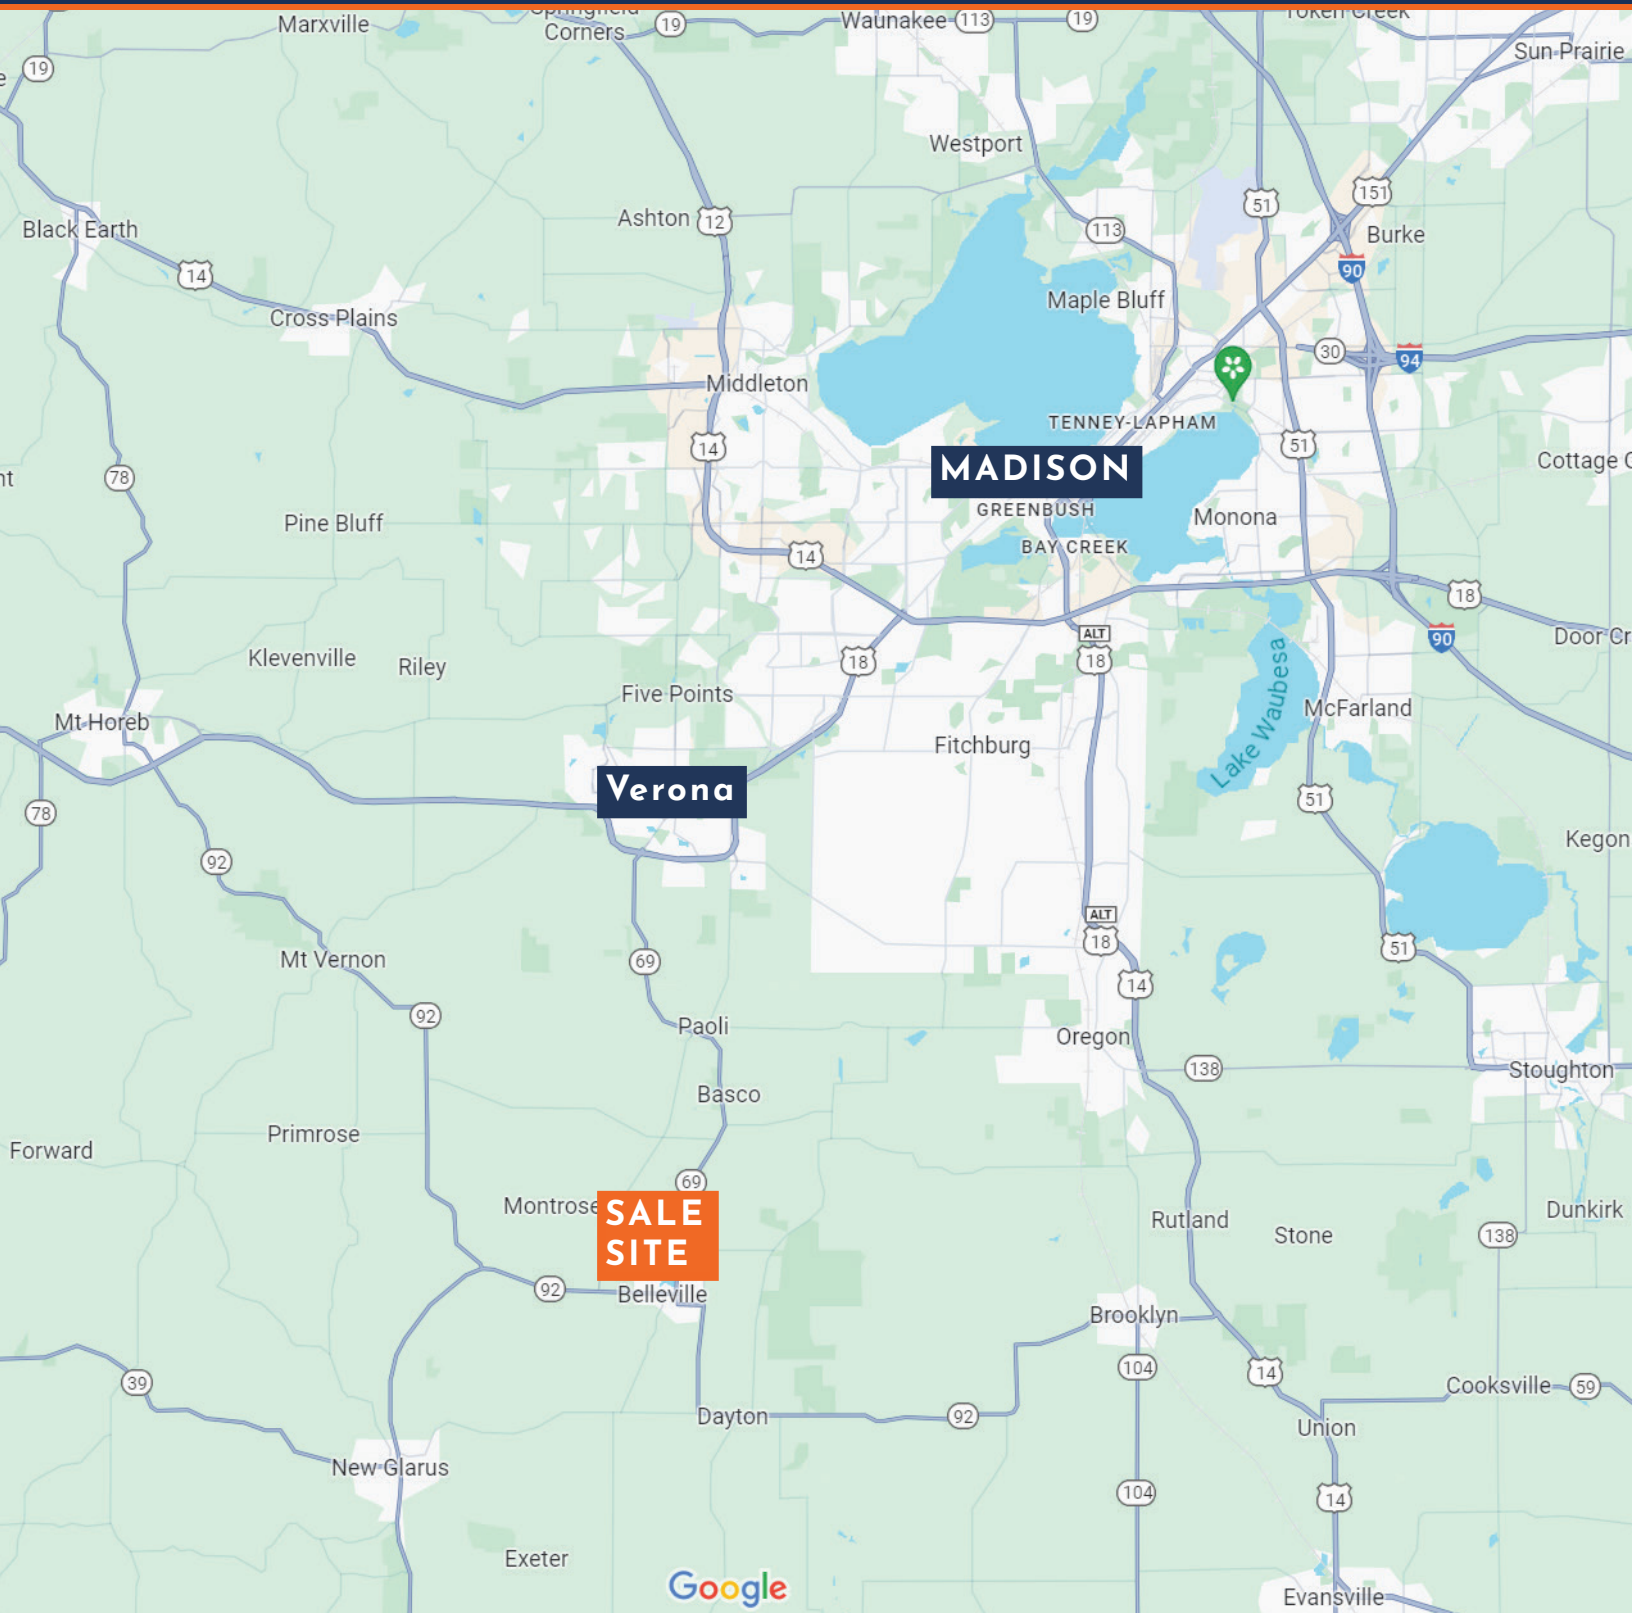 Marxville
Springfield
Corners
19
Waunakee
113
19
Token Creek
Sun Prairie
19
Westport
Black Earth
14
Ashton
12
113
51
151
Burke
90
Cross Plains
Maple Bluff
30
94
Middleton
TENNEY-LAPHAM
14
51
MADISON
Cottage G
78
GREENBUSH
Monona
Pine Bluff
14
BAY CREEK
18
ALT
18
90
Door Cr
Klevenville
Riley
18
Five Points
Lake Waubesa
McFarland
Mt Horeb
Fitchburg
Verona
51
78
92
Kegon
ALT
18
51
Mt Vernon
69
14
92
Paoli
Oregon
138
Stoughton
Basco
Primrose
Forward
69
Montrose
SALE
SITE
Rutland
Stone
Dunkirk
138
92
Belleville
Brooklyn
104
14
39
Cooksville
59
Dayton
92
Union
New Glarus
104
14
Exeter
Google
Evansville